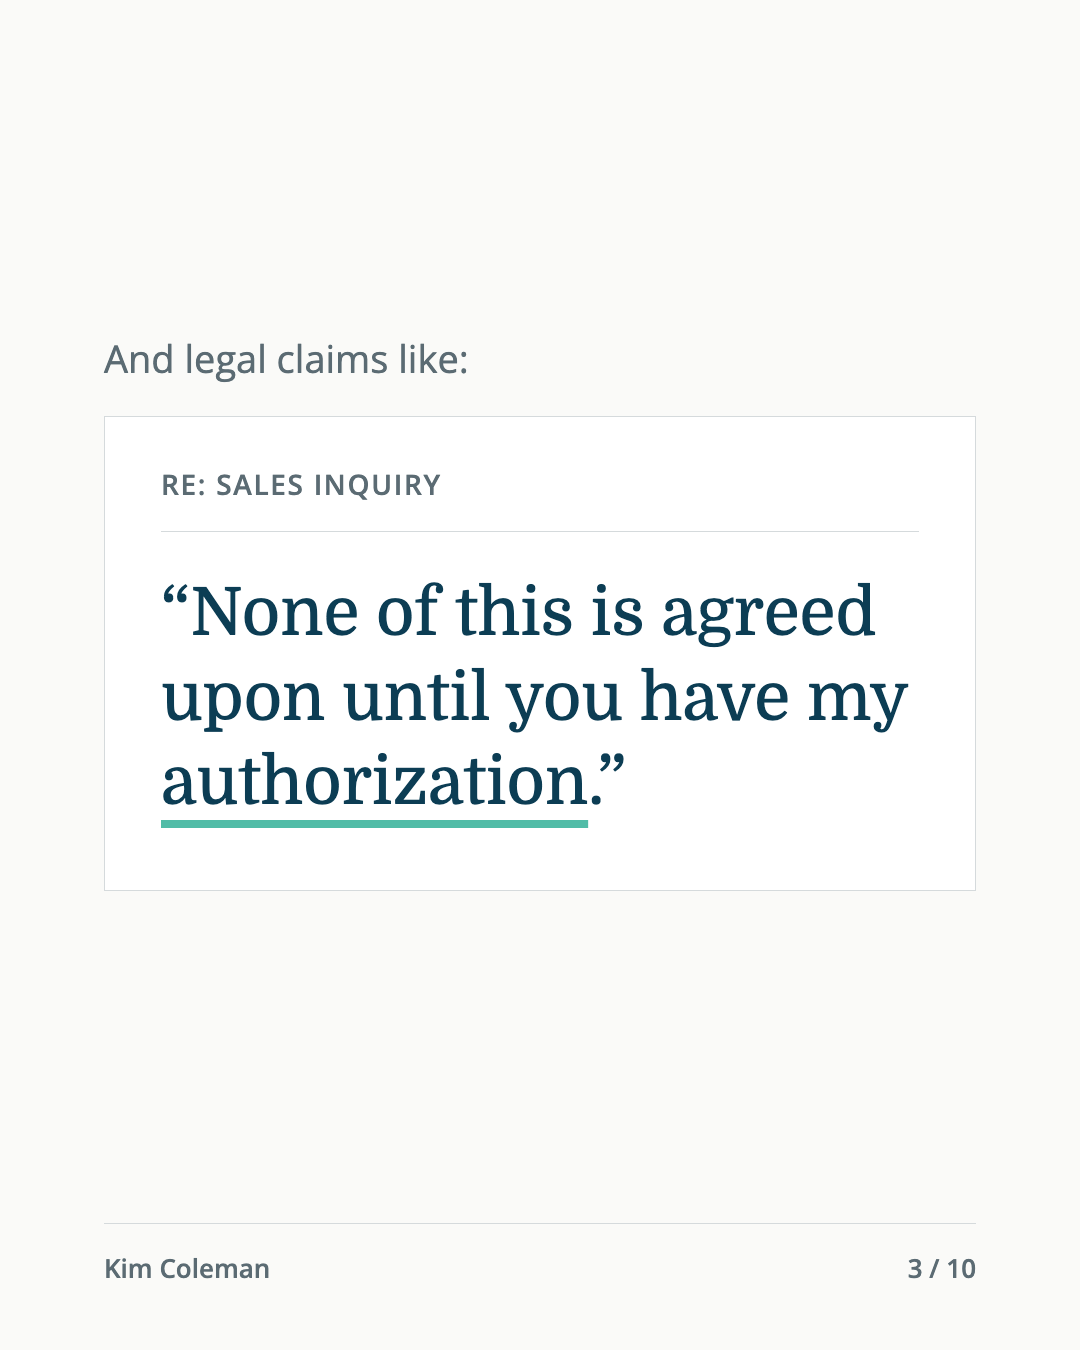 And legal claims like:
RE: SALES INQUIRY
“None of this is agreed
upon until you have my
authorization.”
Kim Coleman
3 / 10